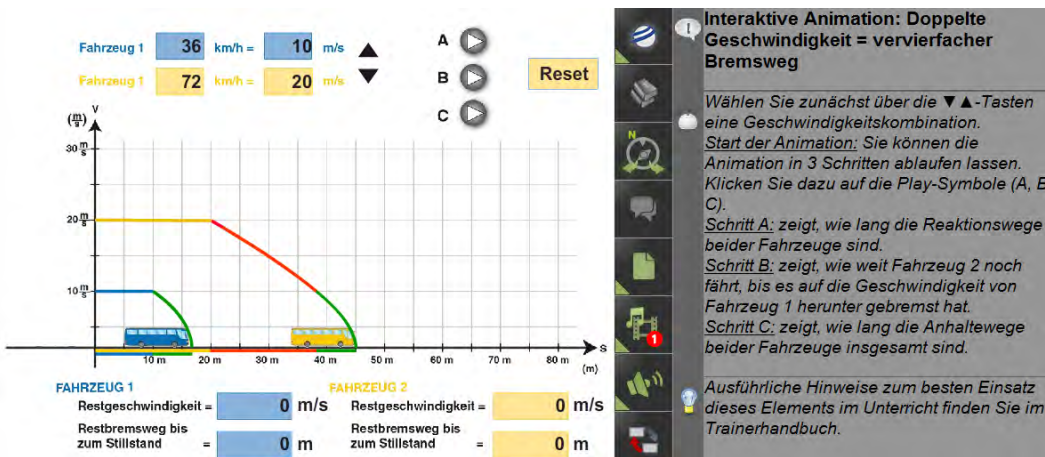 Fahrzeug 1 36 km/h = 10 m/s
Fahrzeug 1 72 km/h = 20 m/s
A
B
C
Reset
V
(m/s)
30 m/s
20 m/s
10 m/s
10 m 20 m 30 m 40 m 50 m 60 m 70 m 80 m
s
(m)
FAHRZEUG 1
Restgeschwindigkeit = 0 m/s
Restbremsweg bis
zum Stillstand = 0 m
FAHRZEUG 2
Restgeschwindigkeit = 0 m/s
Restbremsweg bis
zum Stillstand = 0 m
N
1
Interaktive Animation: Doppelte
Geschwindigkeit = vervierfacher
Bremsweg
Wählen Sie zunächst über die ▼▲-Tasten
eine Geschwindigkeitskombination.
Start der Animation: Sie können die
Animation in 3 Schritten ablaufen lassen.
Klicken Sie dazu auf die Play-Symbole (A, B
C).
Schritt A: zeigt, wie lang die Reaktionswege
beider Fahrzeuge sind.
Schritt B: zeigt, wie weit Fahrzeug 2 noch
fährt, bis es auf die Geschwindigkeit von
Fahrzeug 1 herunter gebremst hat.
Schritt C: zeigt, wie lang die Anhaltewege
beider Fahrzeuge insgesamt sind.
Ausführliche Hinweise zum besten Einsatz
dieses Elements im Unterricht finden Sie im
Trainerhandbuch.